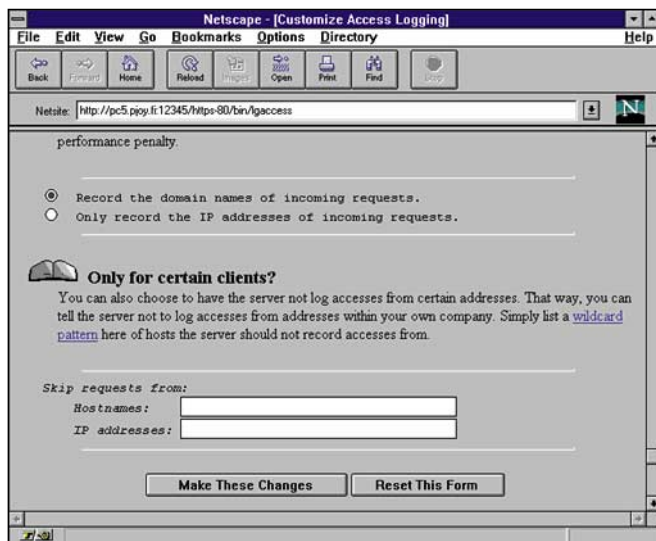 Netscape - [Customize Access Logging]
File Edit View Go Bookmarks Options Directory Help
Back Forward Home Reload Images Open Print Find Stop
Netsite: http://pc5.pjoy.fi:12345/https-80/bin/lgaccess
N
performance penalty.
Record the domain names of incoming requests.
Only record the IP addresses of incoming requests.
Only for certain clients?
You can also choose to have the server not log accesses from certain addresses. That way, you can
tell the server not to log accesses from addresses within your own company. Simply list a wildcard
pattern here of hosts the server should not record accesses from.
Skip requests from:
Hostnames:
IP addresses:
Make These Changes Reset This Form